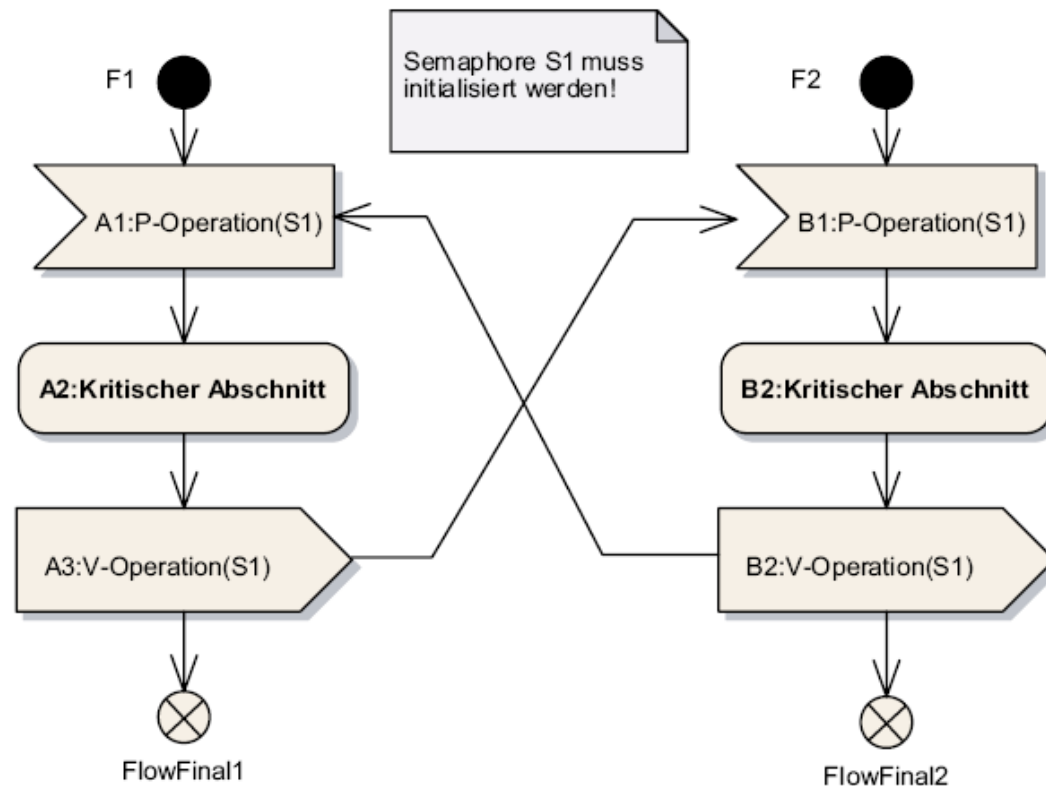 F1
Semaphore S1 muss
initialisiert werden!
F2
A1:P-Operation(S1)
B1:P-Operation(S1)
A2:Kritischer Abschnitt
B2:Kritischer Abschnitt
A3:V-Operation(S1)
B2:V-Operation(S1)
FlowFinal1
FlowFinal2